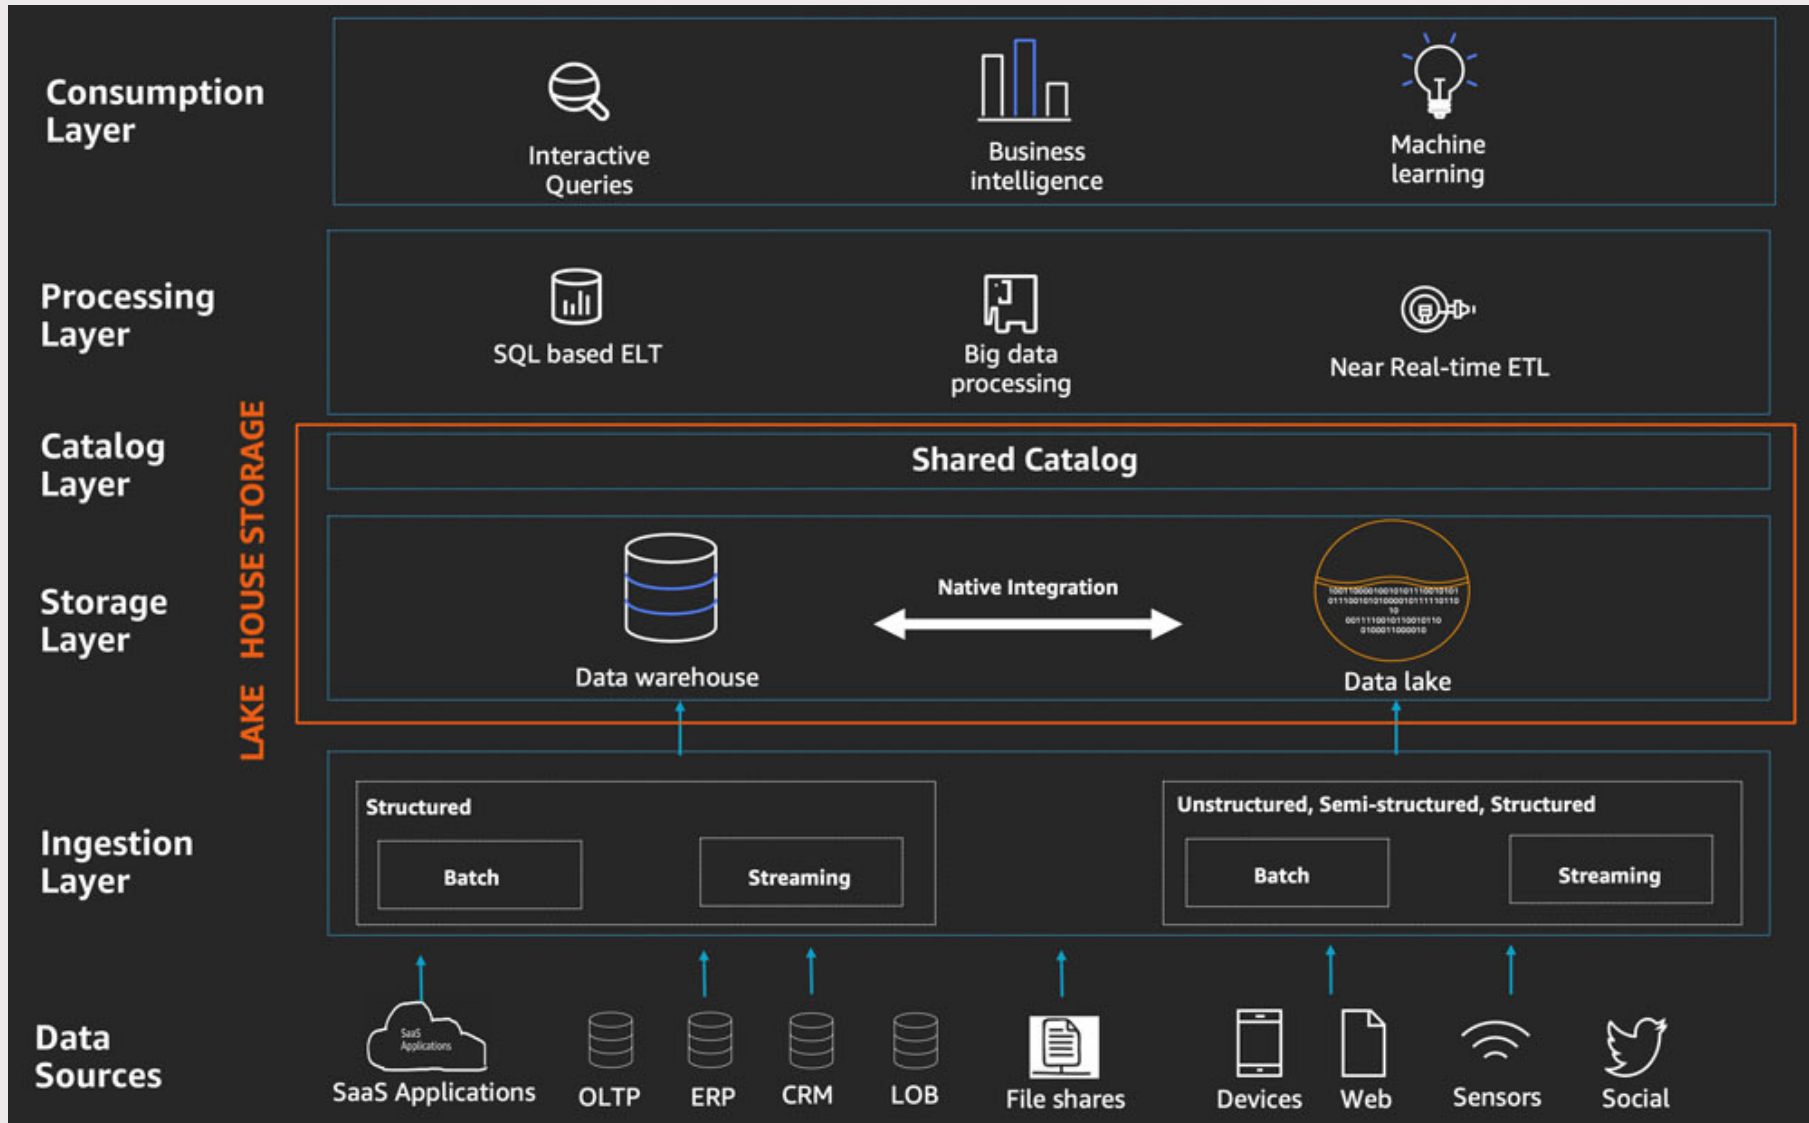 Consumption
Layer
Interactive
Queries
Business
intelligence
Machine
learning
Processing
Layer
SQL based ELT
Big data
processing
Near Real-time ETL
LAKE HOUSE STORAGE
Catalog
Layer
Shared Catalog
Storage
Layer
Data warehouse
Native Integration
Data lake
Ingestion
Layer
Structured
Batch
Streaming
Unstructured, Semi-structured, Structured
Batch
Streaming
Data
Sources
SaaS
Applications
SaaS Applications
OLTP
ERP
CRM
LOB
File shares
Devices
Web
Sensors
Social